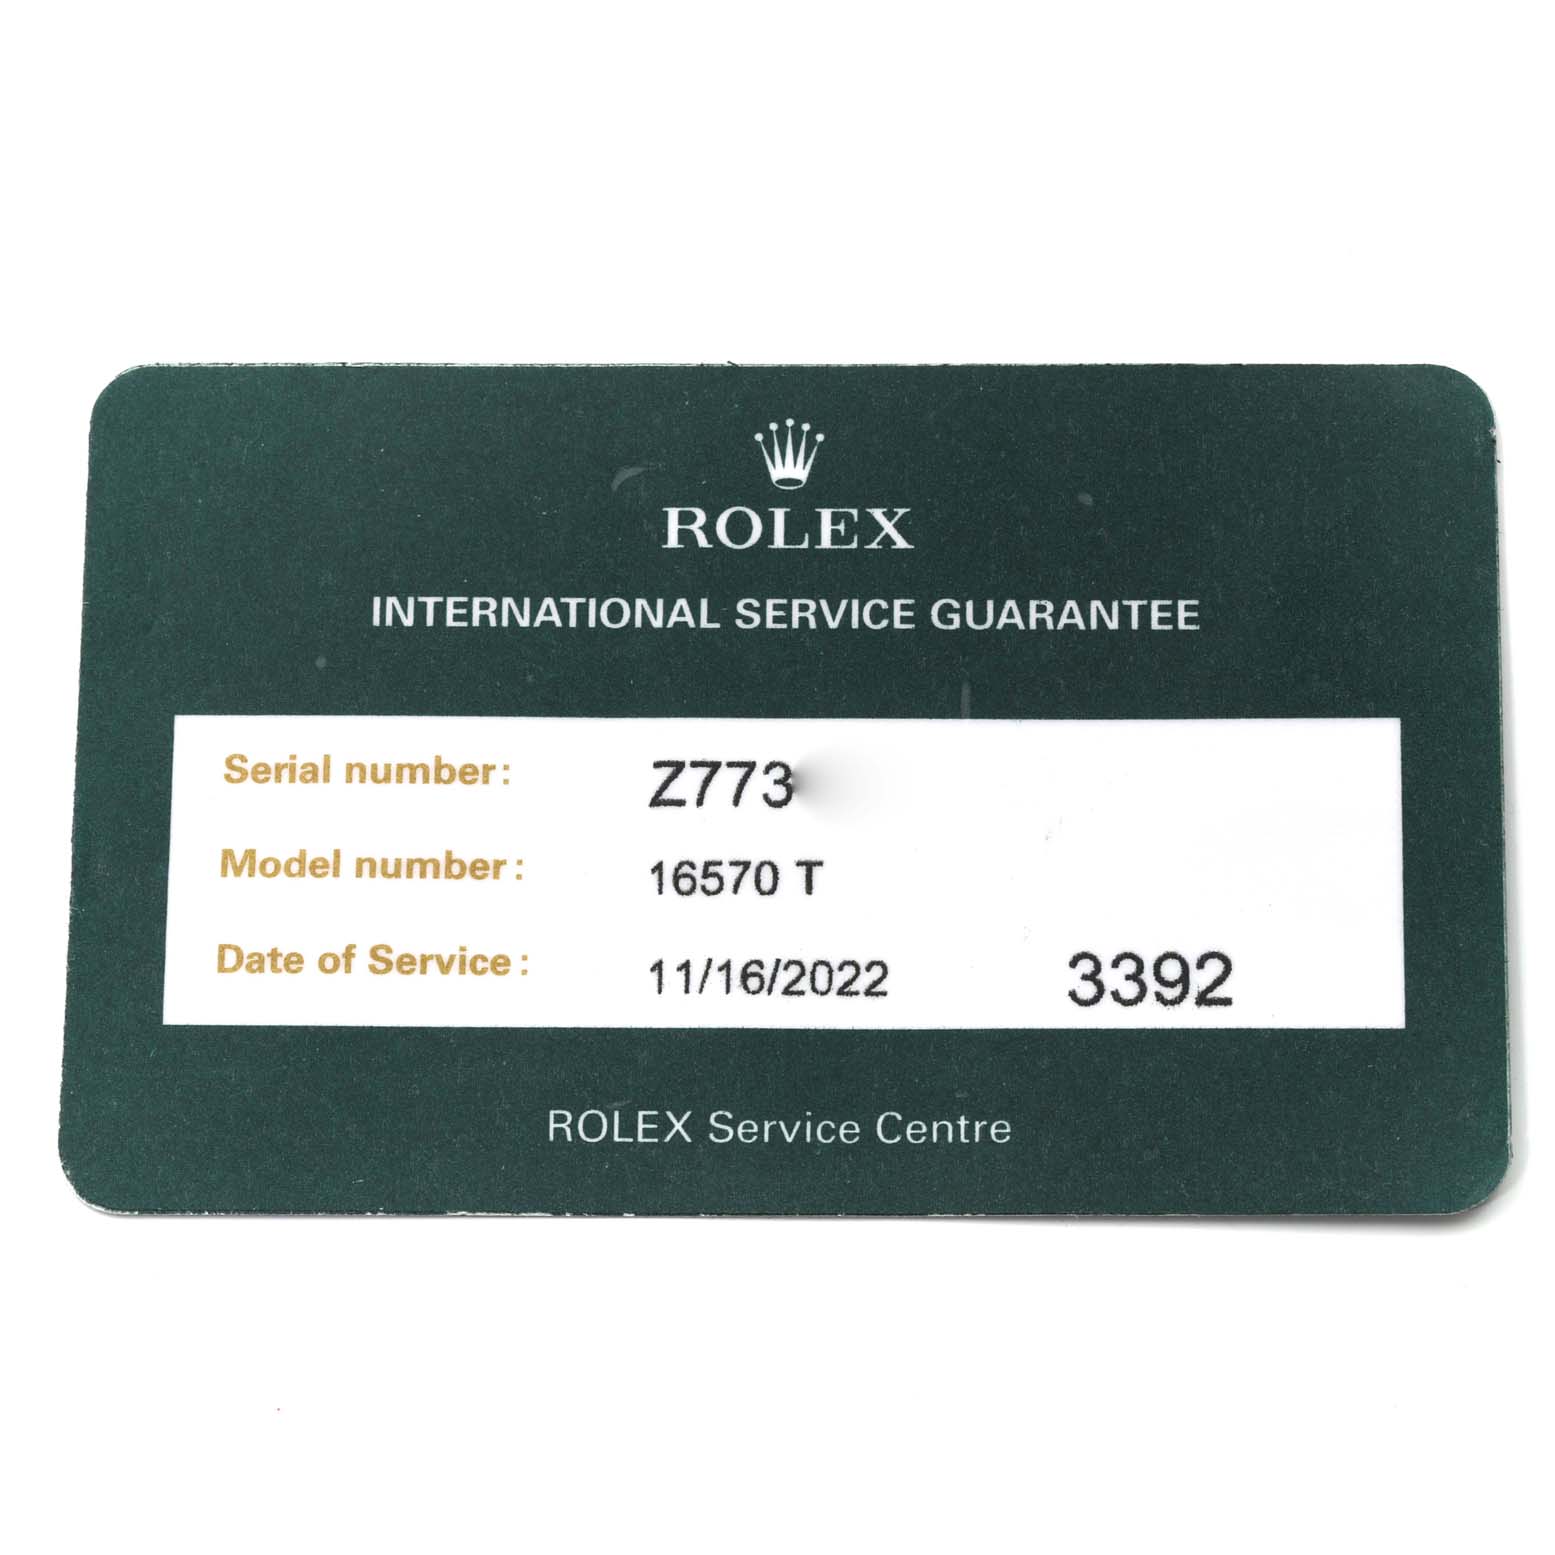 ROLEX
INTERNATIONAL SERVICE GUARANTEE
Serial number: Z773
Model number: 16570 T
Date of Service: 11/16/2022 3392
ROLEX Service Centre